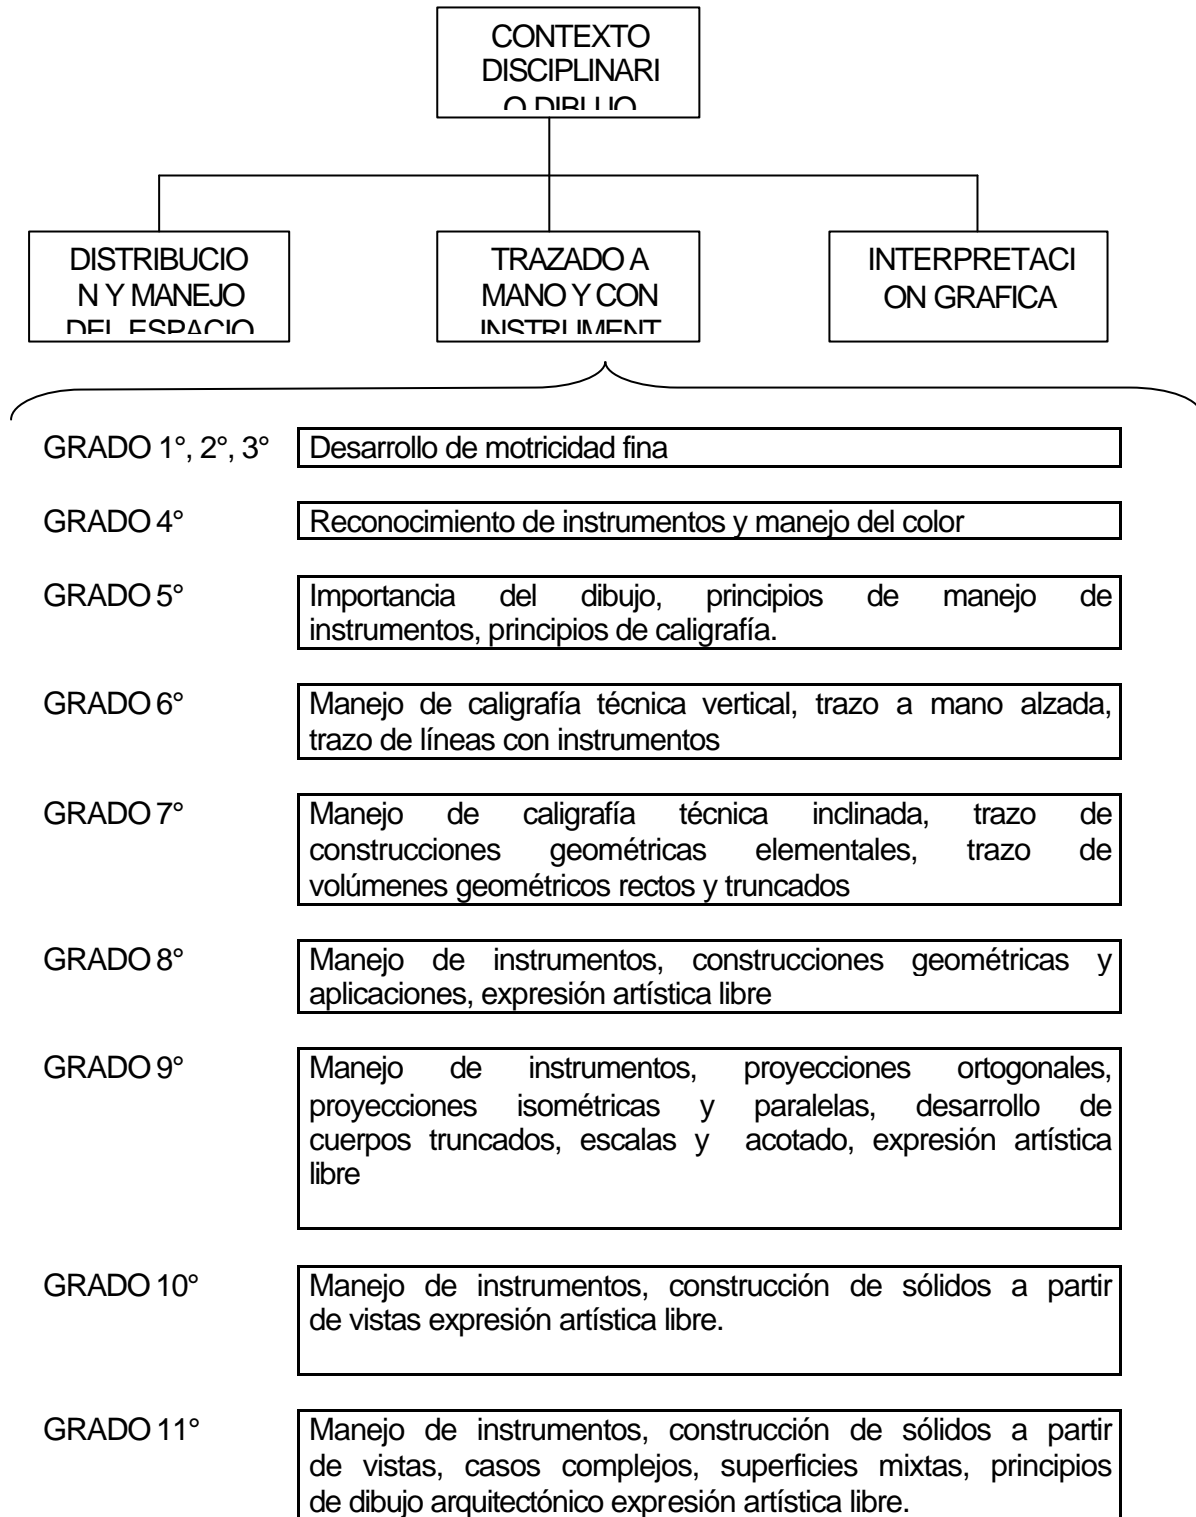 CONTEXTO
DISCIPLINARI
O DIBUJO
DISTRIBUCIO
N Y MANEJO
DEL ESPACIO
TRAZADO A
MANO Y CON
INSTRUMENT
INTERPRETACI
ON GRAFICA
GRADO 1°, 2°, 3° Desarrollo de motricidad fina
GRADO 4° Reconocimiento de instrumentos y manejo del color
GRADO 5° Importancia del dibujo, principios de manejo de
instrumentos, principios de caligrafía.
GRADO 6° Manejo de caligrafía técnica vertical, trazo a mano alzada,
trazo de líneas con instrumentos
GRADO 7° Manejo de caligrafía técnica inclinada, trazo de
construcciones geométricas elementales, trazo de
volúmenes geométricos rectos y truncados
GRADO 8° Manejo de instrumentos, construcciones geométricas y
aplicaciones, expresión artística libre
GRADO 9° Manejo de instrumentos, proyecciones ortogonales,
proyecciones isométricas y paralelas, desarrollo de
cuerpos truncados, escalas y acotado, expresión artística
libre
GRADO 10° Manejo de instrumentos, construcción de sólidos a partir
de vistas expresión artística libre.
GRADO 11° Manejo de instrumentos, construcción de sólidos a partir
de vistas, casos complejos, superficies mixtas, principios
de dibujo arquitectónico expresión artística libre.